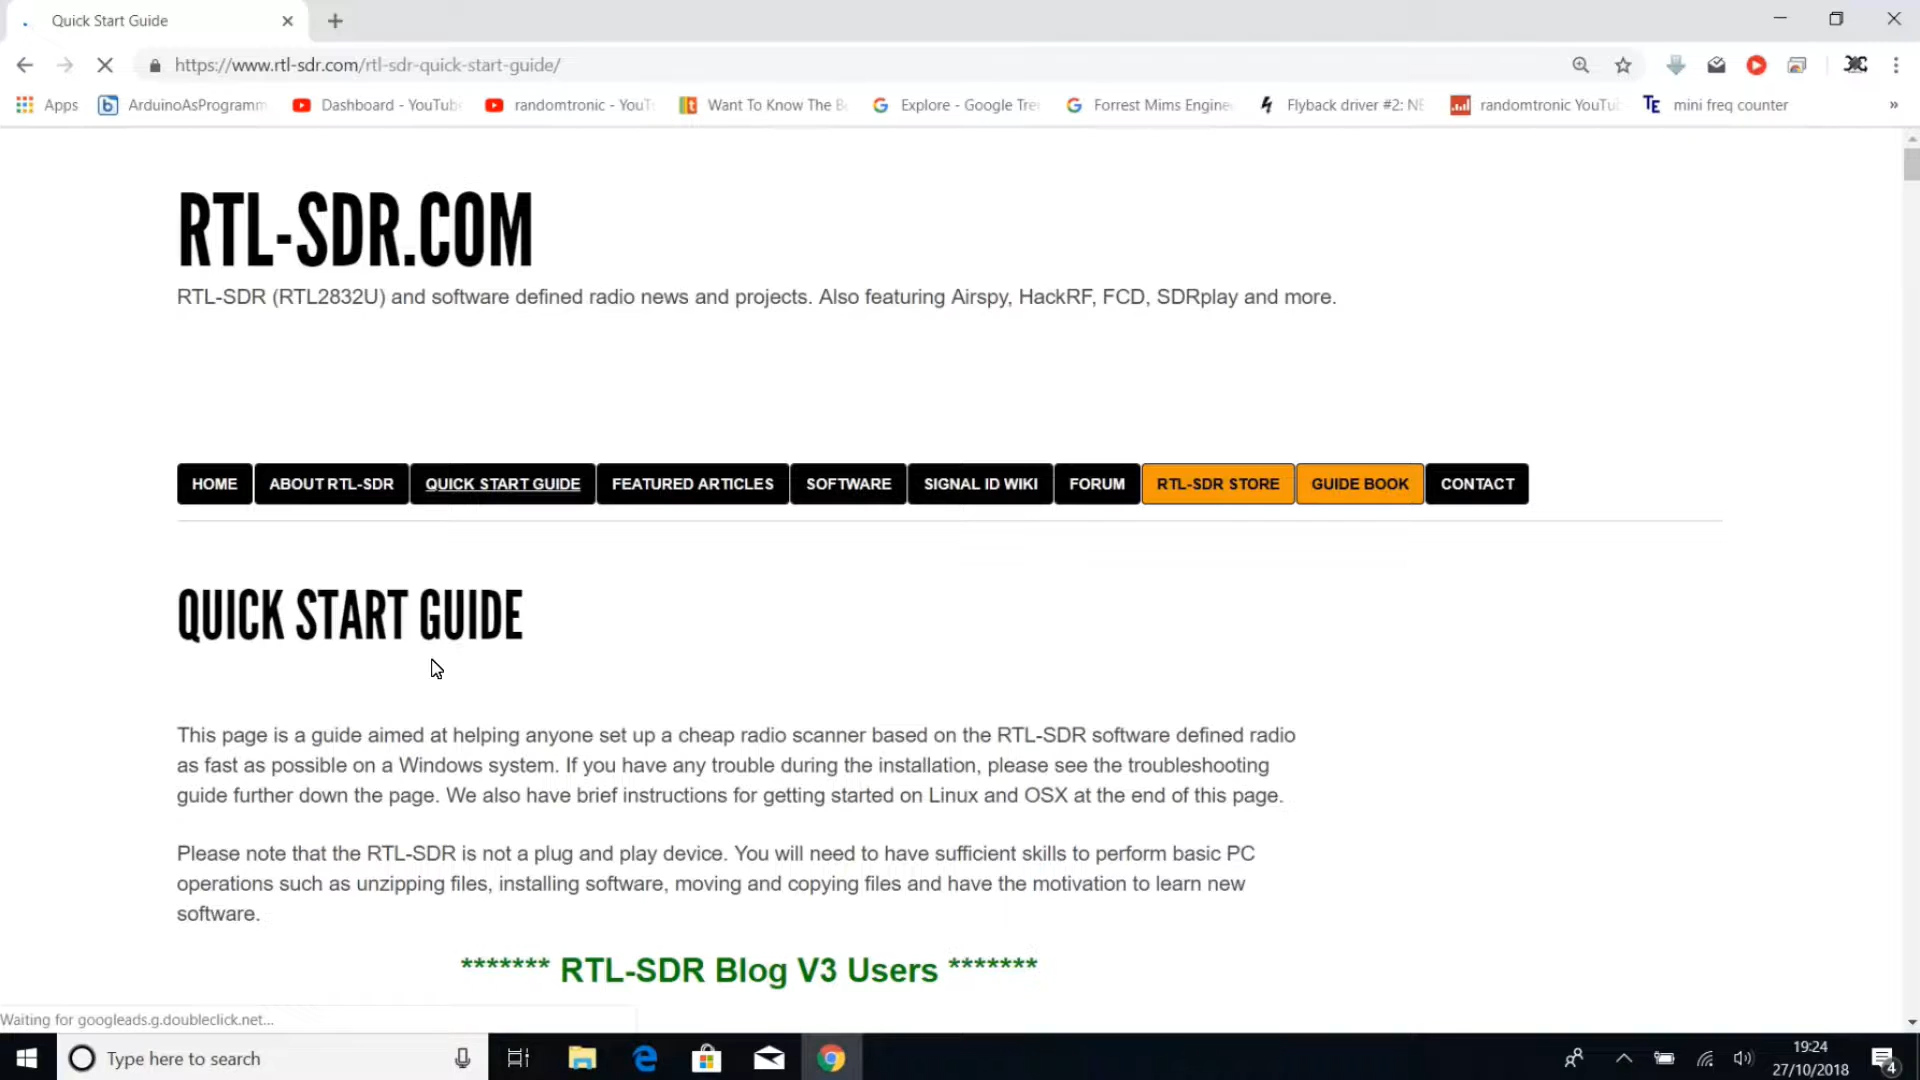 Quick Start Guide
https://www.rtl-sdr.com/rtl-sdr-quick-start-guide/
Apps ArduinoAsProgramm Dashboard - YouTub randomtronic - YouT Want To Know The B Explore - Google Tre Forrest Mims Engine Flyback driver #2: NE randomtronic YouTu TE mini freq counter »
RTL-SDR.COM
RTL-SDR (RTL2832U) and software defined radio news and projects. Also featuring Airspy, HackRF, FCD, SDRplay and more.
HOME ABOUT RTL-SDR QUICK START GUIDE FEATURED ARTICLES SOFTWARE SIGNAL ID WIKI FORUM RTL-SDR STORE GUIDE BOOK CONTACT
QUICK START GUIDE
This page is a guide aimed at helping anyone set up a cheap radio scanner based on the RTL-SDR software defined radio
as fast as possible on a Windows system. If you have any trouble during the installation, please see the troubleshooting
guide further down the page. We also have brief instructions for getting started on Linux and OSX at the end of this page.
Please note that the RTL-SDR is not a plug and play device. You will need to have sufficient skills to perform basic PC
operations such as unzipping files, installing software, moving and copying files and have the motivation to learn new
software.
******* RTL-SDR Blog V3 Users *******
Waiting for googleads.g.doubleclick.net...
Type here to search
19:24
27/10/2018
4